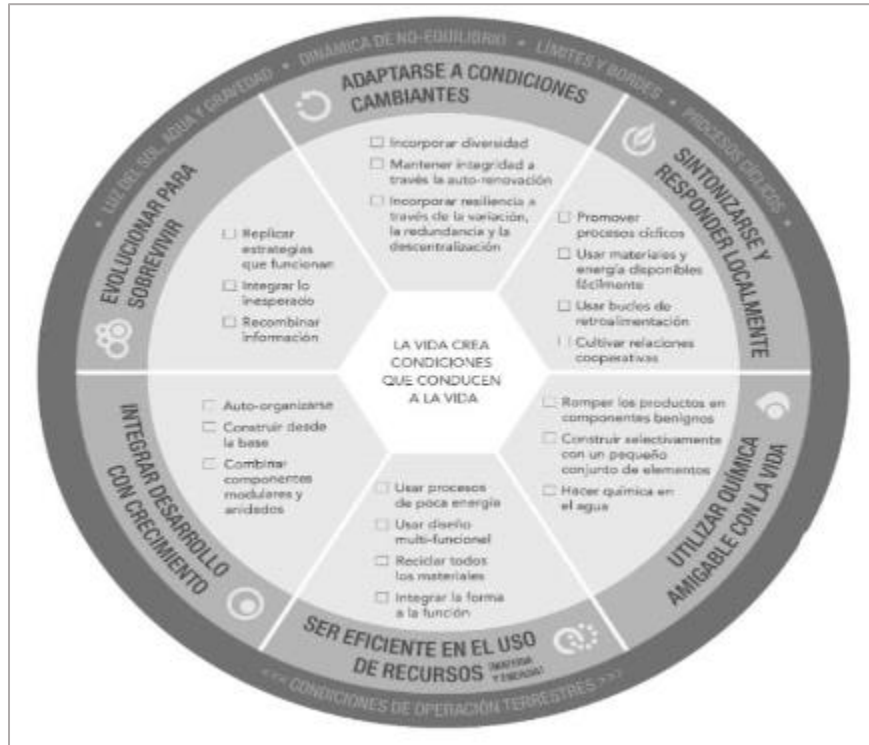 • LUZ DEL SOL, AGUA Y GRAVEDAD • DINÁMICA DE NO-EQUILIBRIO • LÍMITES Y BORDES • PROCESOS CÍCLICOS •
ADAPTARSE A CONDICIONES
CAMBIANTES
Incorporar diversidad
Mantener integridad a
través la auto-renovación
Incorporar resiliencia a
través de la variación,
la redundancia y la
descentralización
SINTONIZARSE Y
RESPONDER LOCALMENTE
Promover
procesos cíclicos
Usar materiales y
energía disponibles
fácilmente
Usar bucles de
retroalimentación
Cultivar relaciones
cooperativas
UTILIZAR QUÍMICA
AMIGABLE CON LA VIDA
Romper los productos en
componentes benignos
Construir selectivamente
con un pequeño
conjunto de elementos
Hacer química en
el agua
SER EFICIENTE EN EL USO
DE RECURSOS (MATERIA
Y ENERGIA)
Usar procesos
de poca energía
Usar diseño
multi-funcional
Reciclar todos
los materiales
Integrar la forma
a la función
INTEGRAR DESARROLLO
CON CRECIMIENTO
Auto-organizarse
Construir desde
la base
Combinar
componentes
modulares y
anidados
EVOLUCIONAR PARA
SOBREVIVIR
Replicar
estrategias
que funcionan
Integrar lo
inesperado
Recombinar
información
LA VIDA CREA
CONDICIONES
QUE CONDUCEN
A LA VIDA
<<< CONDICIONES DE OPERACIÓN TERRESTRES >>>